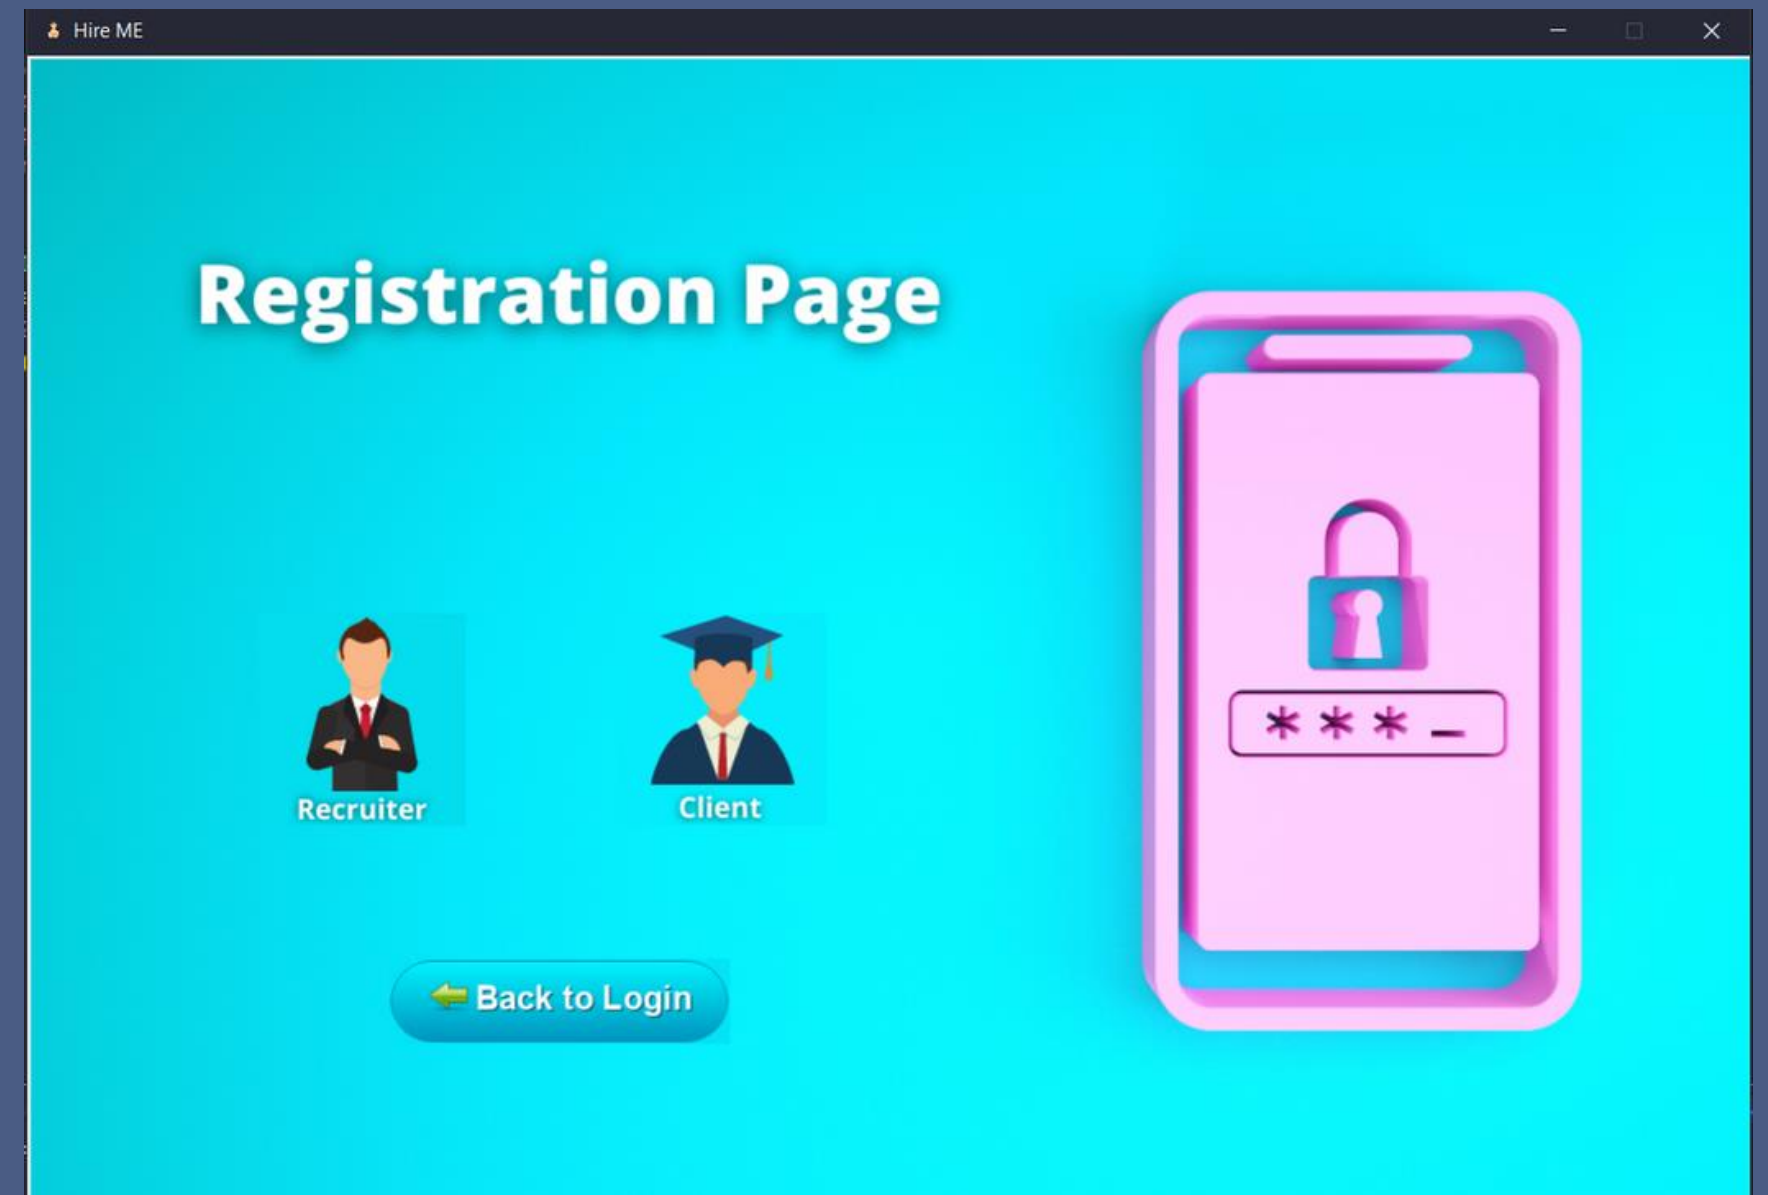 Hire ME
Registration Page
* * * _
Recruiter
Client
Back to Login